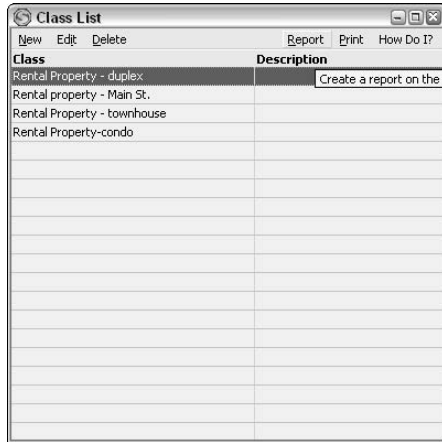 Class List
New Edit Delete Report Print How Do I?
Class Description
Rental Property - duplex
Create a report on the
Rental property - Main St.
Rental Property - townhouse
Rental Property-condo